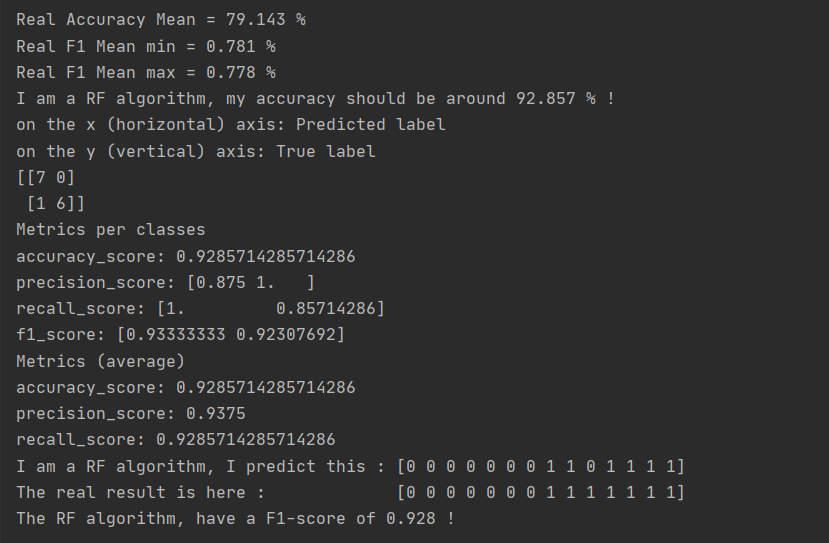 Real Accuracy Mean = 79.143 %
Real F1 Mean min = 0.781 %
Real F1 Mean max = 0.778 %
I am a RF algorithm, my accuracy should be around 92.857 % !
on the x (horizontal) axis: Predicted label
on the y (vertical) axis: True label
[[7 0]
 [1 6]]
Metrics per classes
accuracy_score: 0.9285714285714286
precision_score: [0.875 1.   ]
recall_score: [1.         0.85714286]
f1_score: [0.93333333 0.92307692]
Metrics (average)
accuracy_score: 0.9285714285714286
precision_score: 0.9375
recall_score: 0.9285714285714286
I am a RF algorithm, I predict this : [0 0 0 0 0 0 0 1 1 0 1 1 1 1]
The real result is here :             [0 0 0 0 0 0 0 1 1 1 1 1 1 1]
The RF algorithm, have a F1-score of 0.928 !